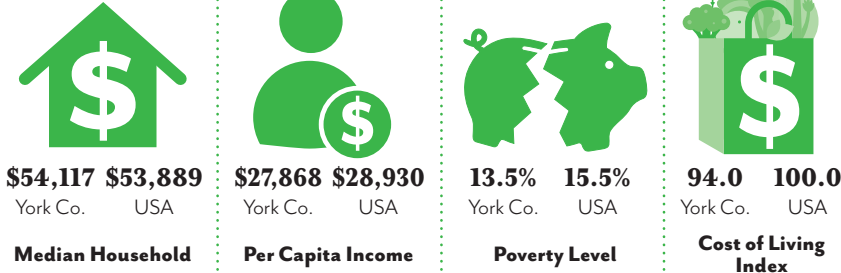 $54,117 $53,889
York Co. USA
Median Household
$27,868 $28,930
York Co. USA
Per Capita Income
13.5% 15.5%
York Co. USA
Poverty Level
94.0 100.0
York Co. USA
Cost of Living
Index
$
$
$